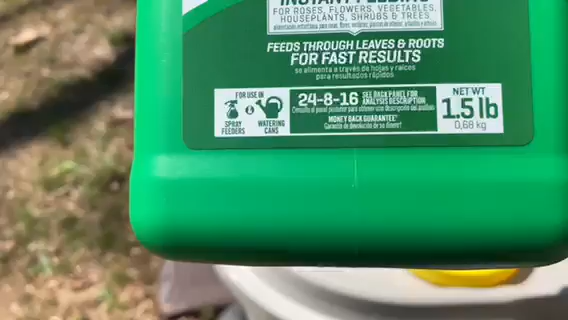 INSTANT FEEDING
FOR ROSES, FLOWERS, VEGETABLES,
HOUSEPLANTS, SHRUBS & TREES
FEEDS THROUGH LEAVES & ROOTS
FOR FAST RESULTS
se alimenta a través de hojas y raíces
para resultados rápidos
FOR USE IN
SPRAY
FEEDERS
&
WATERING
CANS
24-8-16
SEE BACK PANEL FOR
ANALYSIS DESCRIPTION
MONEY BACK GUARANTEE*
NET WT
1.5 lb
0,68 kg